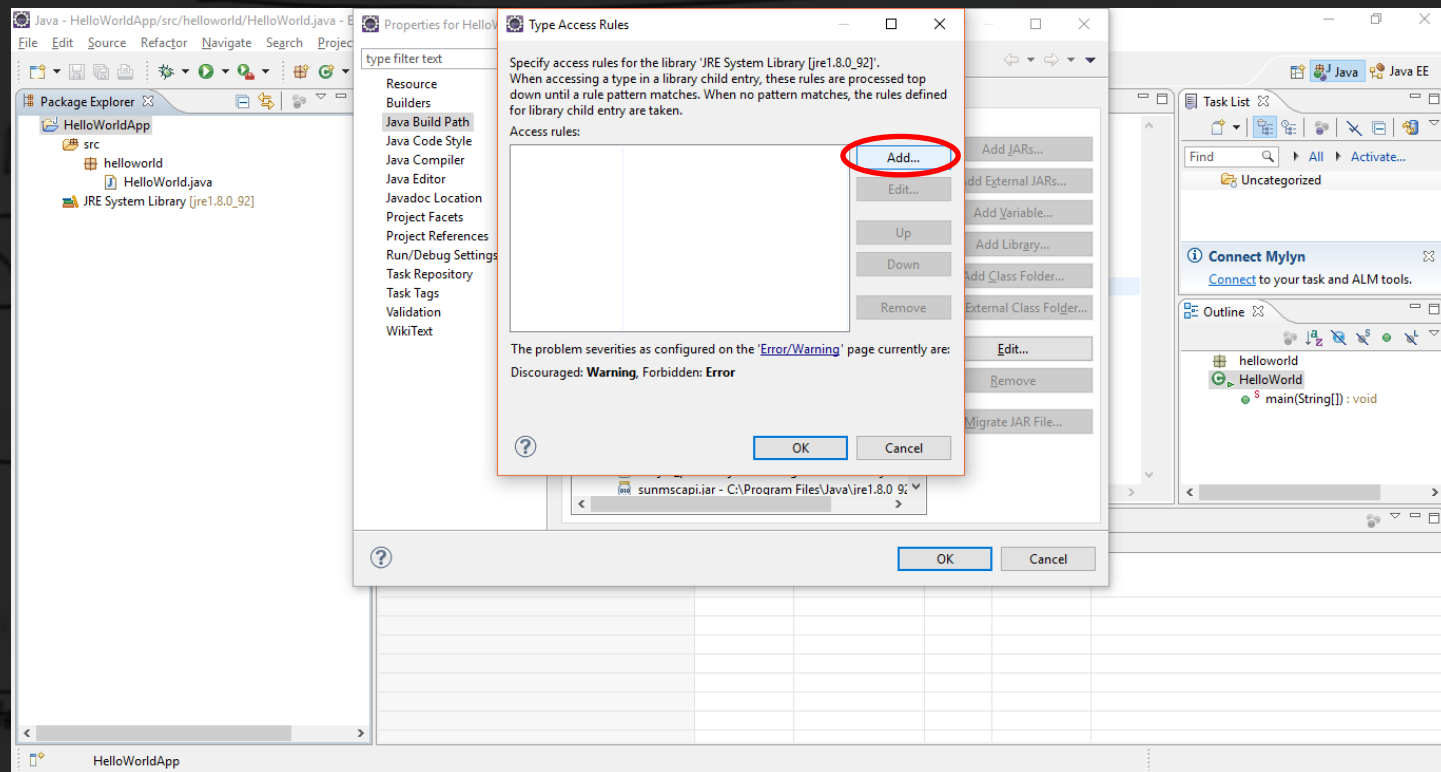 Java - HelloWorldApp/src/helloworld/HelloWorld.java - E
File Edit Source Refactor Navigate Search Projec
Java
Java EE
Package Explorer
HelloWorldApp
src
helloworld
HelloWorld.java
JRE System Library [jre1.8.0_92]
Properties for HelloW
type filter text
Resource
Builders
Java Build Path
Java Code Style
Java Compiler
Java Editor
Javadoc Location
Project Facets
Project References
Run/Debug Settings
Task Repository
Task Tags
Validation
WikiText
Type Access Rules
Specify access rules for the library 'JRE System Library [jre1.8.0_92]'.
When accessing a type in a library child entry, these rules are processed top
down until a rule pattern matches. When no pattern matches, the rules defined
for library child entry are taken.
Access rules:
Add...
Edit...
Up
Down
Remove
The problem severities as configured on the 'Error/Warning' page currently are:
Discouraged: Warning, Forbidden: Error
OK
Cancel
Add JARs...
dd External JARs...
Add Variable...
Add Library...
Add Class Folder...
External Class Folder...
Edit...
Remove
Migrate JAR File...
sunmscapi.jar - C:\Program Files\Java\jre1.8.0_92
OK
Cancel
Task List
Find
All
Activate...
Uncategorized
Connect Mylyn
Connect to your task and ALM tools.
Outline
helloworld
HelloWorld
main(String[]) : void
HelloWorldApp